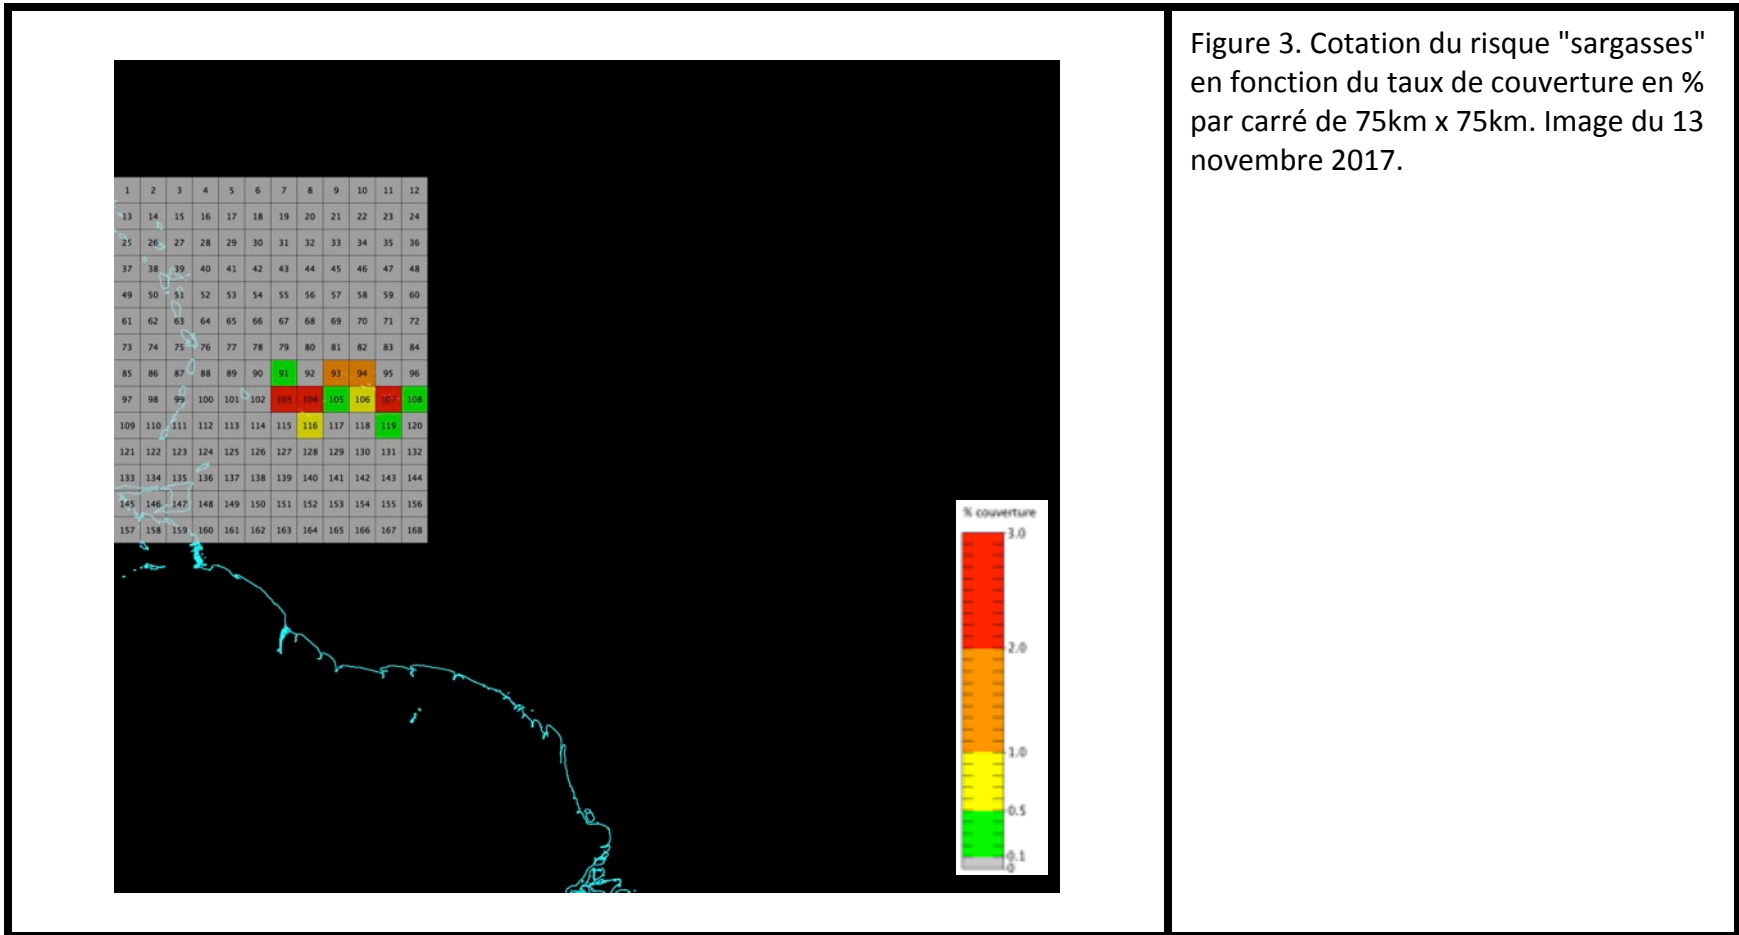 1 2 3 4 5 6 7 8 9 10 11 12
13 14 15 16 17 18 19 20 21 22 23 24
25 26 27 28 29 30 31 32 33 34 35 36
37 38 39 40 41 42 43 44 45 46 47 48
49 50 51 52 53 54 55 56 57 58 59 60
61 62 63 64 65 66 67 68 69 70 71 72
73 74 75 76 77 78 79 80 81 82 83 84
85 86 87 88 89 90 91 92 93 94 95 96
97 98 99 100 101 102 103 104 105 106 107 108
109 110 111 112 113 114 115 116 117 118 119 120
121 122 123 124 125 126 127 128 129 130 131 132
133 134 135 136 137 138 139 140 141 142 143 144
145 146 147 148 149 150 151 152 153 154 155 156
157 158 159 160 161 162 163 164 165 166 167 168
% couverture
3.0
2.0
1.0
0.5
0.1
0
Figure 3. Cotation du risque "sargasses"
en fonction du taux de couverture en %
par carré de 75km x 75km. Image du 13
novembre 2017.